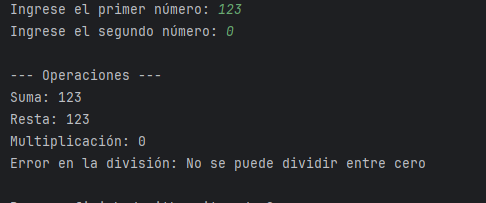 Ingrese el primer número: 123
Ingrese el segundo número: 0
--- Operaciones ---
Suma: 123
Resta: 123
Multiplicación: 0
Error en la división: No se puede dividir entre cero